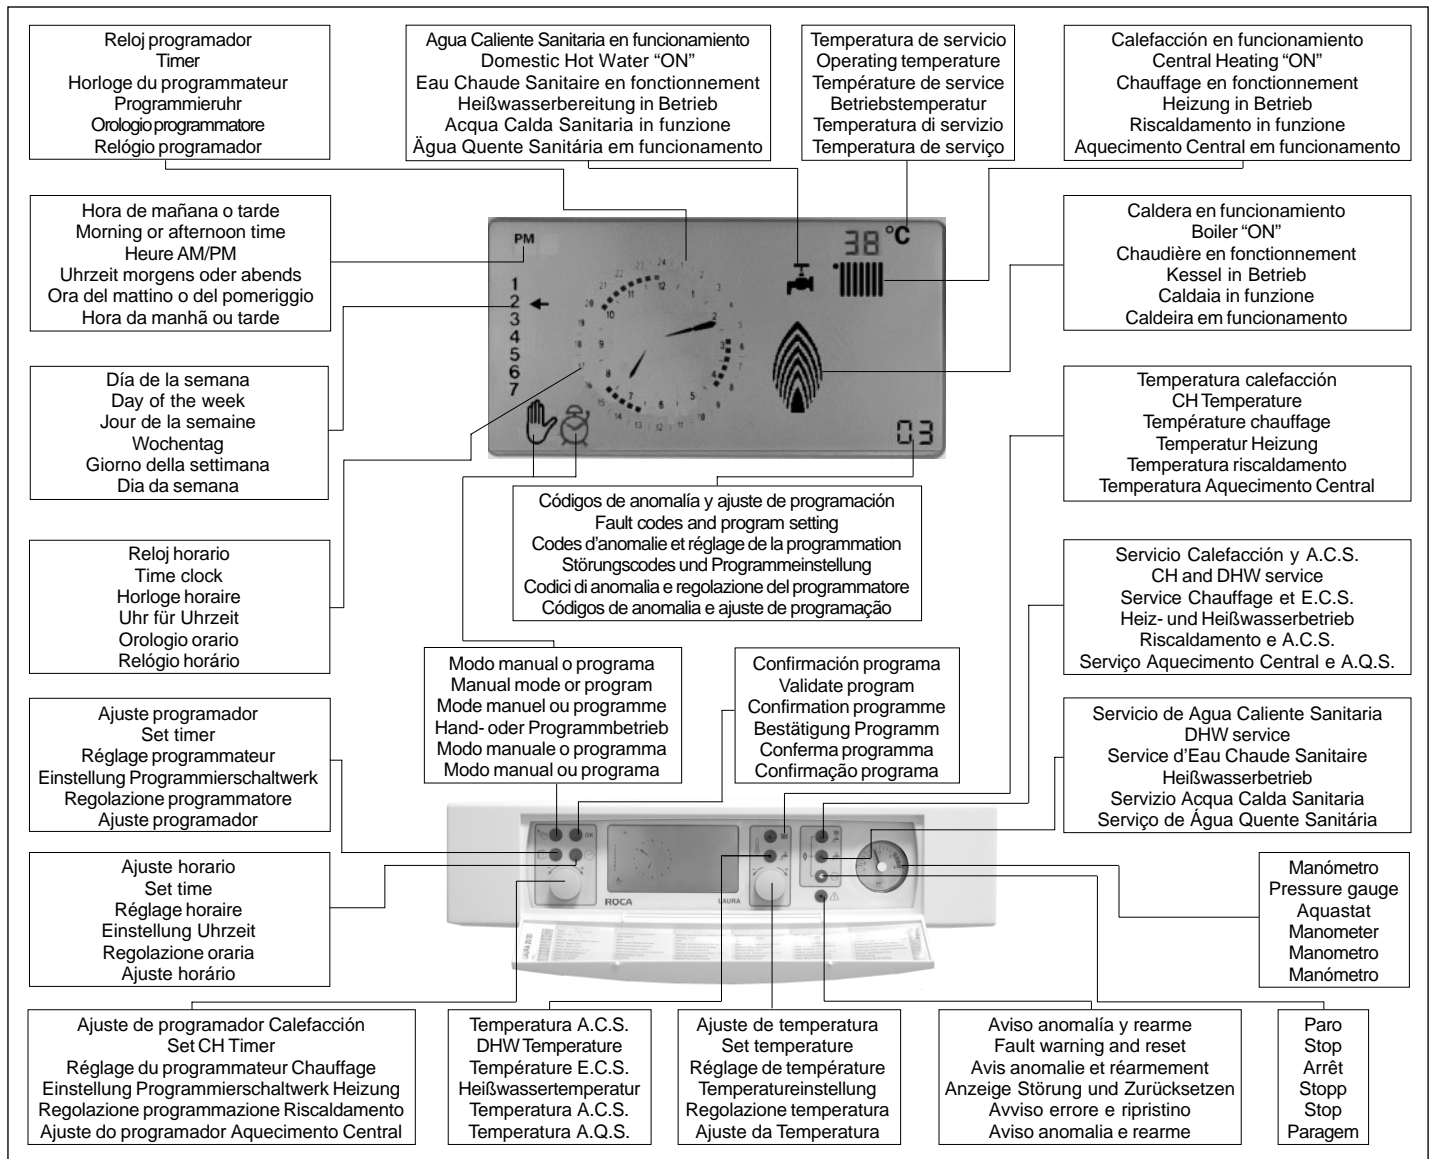 Reloj programador
Timer
Horloge du programmateur
Programmieruhr
Orologio programmatore
Relógio programador
Agua Caliente Sanitaria en funcionamiento
Domestic Hot Water “ON”
Eau Chaude Sanitaire en fonctionnement
Heißwasserbereitung in Betrieb
Acqua Calda Sanitaria in funzione
Ägua Quente Sanitária em funcionamento
Temperatura de servicio
Operating temperature
Température de service
Betriebstemperatur
Temperatura di servizio
Temperatura de serviço
Calefacción en funcionamiento
Central Heating “ON”
Chauffage en fonctionnement
Heizung in Betrieb
Riscaldamento in funzione
Aquecimento Central em funcionamento
Hora de mañana o tarde
Morning or afternoon time
Heure AM/PM
Uhrzeit morgens oder abends
Ora del mattino o del pomeriggio
Hora da manhã ou tarde
PM
38 °C
1
2
3
4
5
6
7
03
Caldera en funcionamiento
Boiler “ON”
Chaudière en fonctionnement
Kessel in Betrieb
Caldaia in funzione
Caldeira em funcionamento
Día de la semana
Day of the week
Jour de la semaine
Wochentag
Giorno della settimana
Dia da semana
Temperatura calefacción
CH Temperature
Température chauffage
Temperatur Heizung
Temperatura riscaldamento
Temperatura Aquecimento Central
Códigos de anomalía y ajuste de programación
Fault codes and program setting
Codes d’anomalie et réglage de la programmation
Störungscodes und Programmeinstellung
Codici di anomalia e regolazione del programmatore
Códigos de anomalia e ajuste de programação
Reloj horario
Time clock
Horloge horaire
Uhr für Uhrzeit
Orologio orario
Relógio horário
Servicio Calefacción y A.C.S.
CH and DHW service
Service Chauffage et E.C.S.
Heiz- und Heißwasserbetrieb
Riscaldamento e A.C.S.
Serviço Aquecimento Central e A.Q.S.
Modo manual o programa
Manual mode or program
Mode manuel ou programme
Hand- oder Programmbetrieb
Modo manuale o programma
Modo manual ou programa
Confirmación programa
Validate program
Confirmation programme
Bestätigung Programm
Conferma programma
Confirmação programa
Ajuste programador
Set timer
Réglage programmateur
Einstellung Programmierschaltwerk
Regolazione programmatore
Ajuste programador
Servicio de Agua Caliente Sanitaria
DHW service
Service d’Eau Chaude Sanitaire
Heißwasserbetrieb
Servizio Acqua Calda Sanitaria
Serviço de Água Quente Sanitária
Ajuste horario
Set time
Réglage horaire
Einstellung Uhrzeit
Regolazione oraria
Ajuste horário
OK
ROCA
LAURA
Manómetro
Pressure gauge
Aquastat
Manometer
Manometro
Manómetro
Ajuste de programador Calefacción
Set CH Timer
Réglage du programmateur Chauffage
Einstellung Programmierschaltwerk Heizung
Regolazione programmazione Riscaldamento
Ajuste do programador Aquecimento Central
Temperatura A.C.S.
DHW Temperature
Température E.C.S.
Heißwassertemperatur
Temperatura A.C.S.
Temperatura A.Q.S.
Ajuste de temperatura
Set temperature
Réglage de température
Temperatureinstellung
Regolazione temperatura
Ajuste da Temperatura
Aviso anomalía y rearme
Fault warning and reset
Avis anomalie et réarmement
Anzeige Störung und Zurücksetzen
Avviso errore e ripristino
Aviso anomalia e rearme
Paro
Stop
Arrêt
Stopp
Stop
Paragem